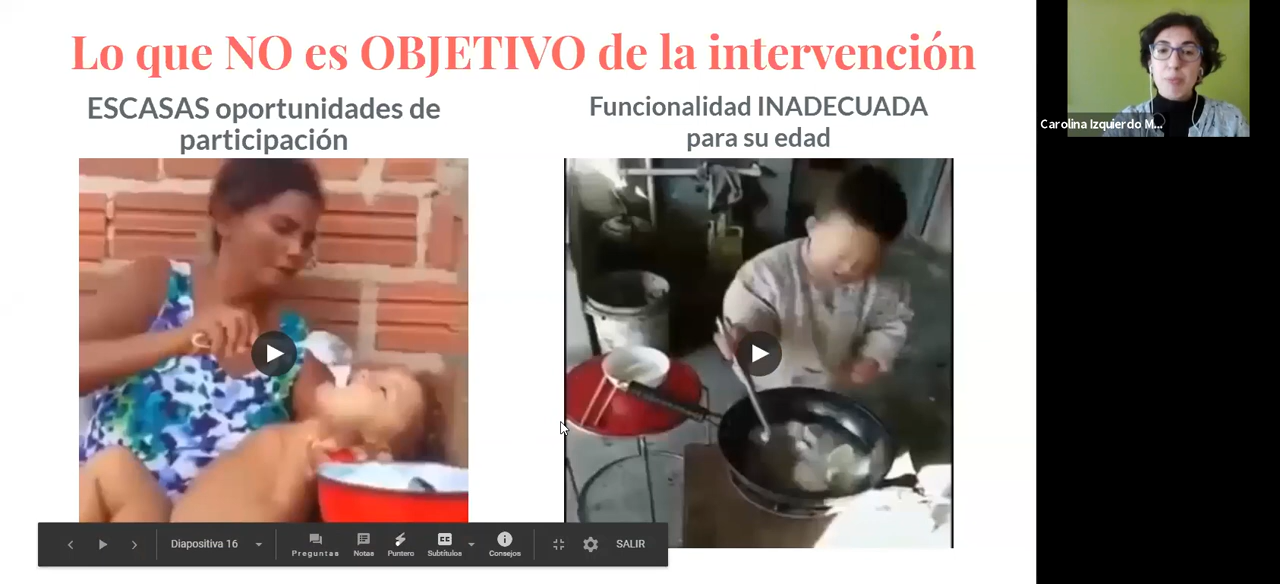 Lo que NO es OBJETIVO de la intervención
ESCASAS oportunidades de
participación
Funcionalidad INADECUADA
para su edad
Carolina Izquierdo M...
Diapositiva 16
Preguntas
Notas
Puntero
Subtítulos
Consejos
SALIR